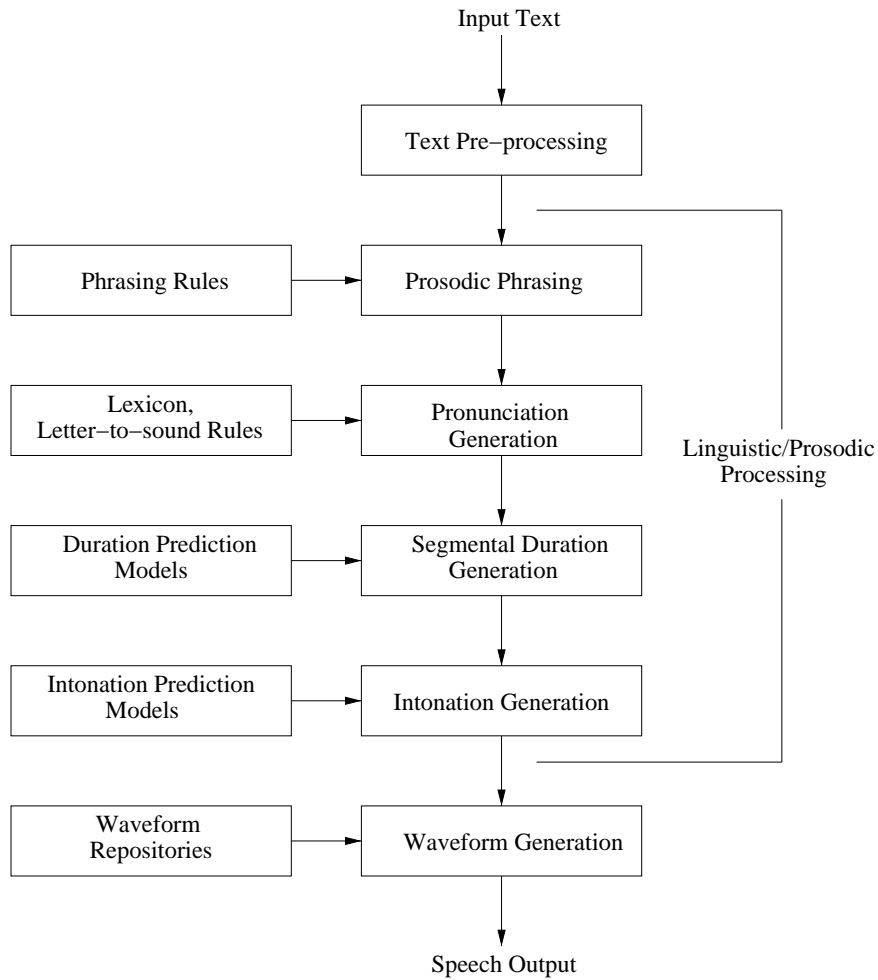 Input Text
Text Pre−processing
Phrasing Rules
Prosodic Phrasing
Lexicon,
Letter−to−sound Rules
Pronunciation
Generation
Linguistic/Prosodic
Processing
Duration Prediction
Models
Segmental Duration
Generation
Intonation Prediction
Models
Intonation Generation
Waveform
Repositories
Waveform Generation
Speech Output